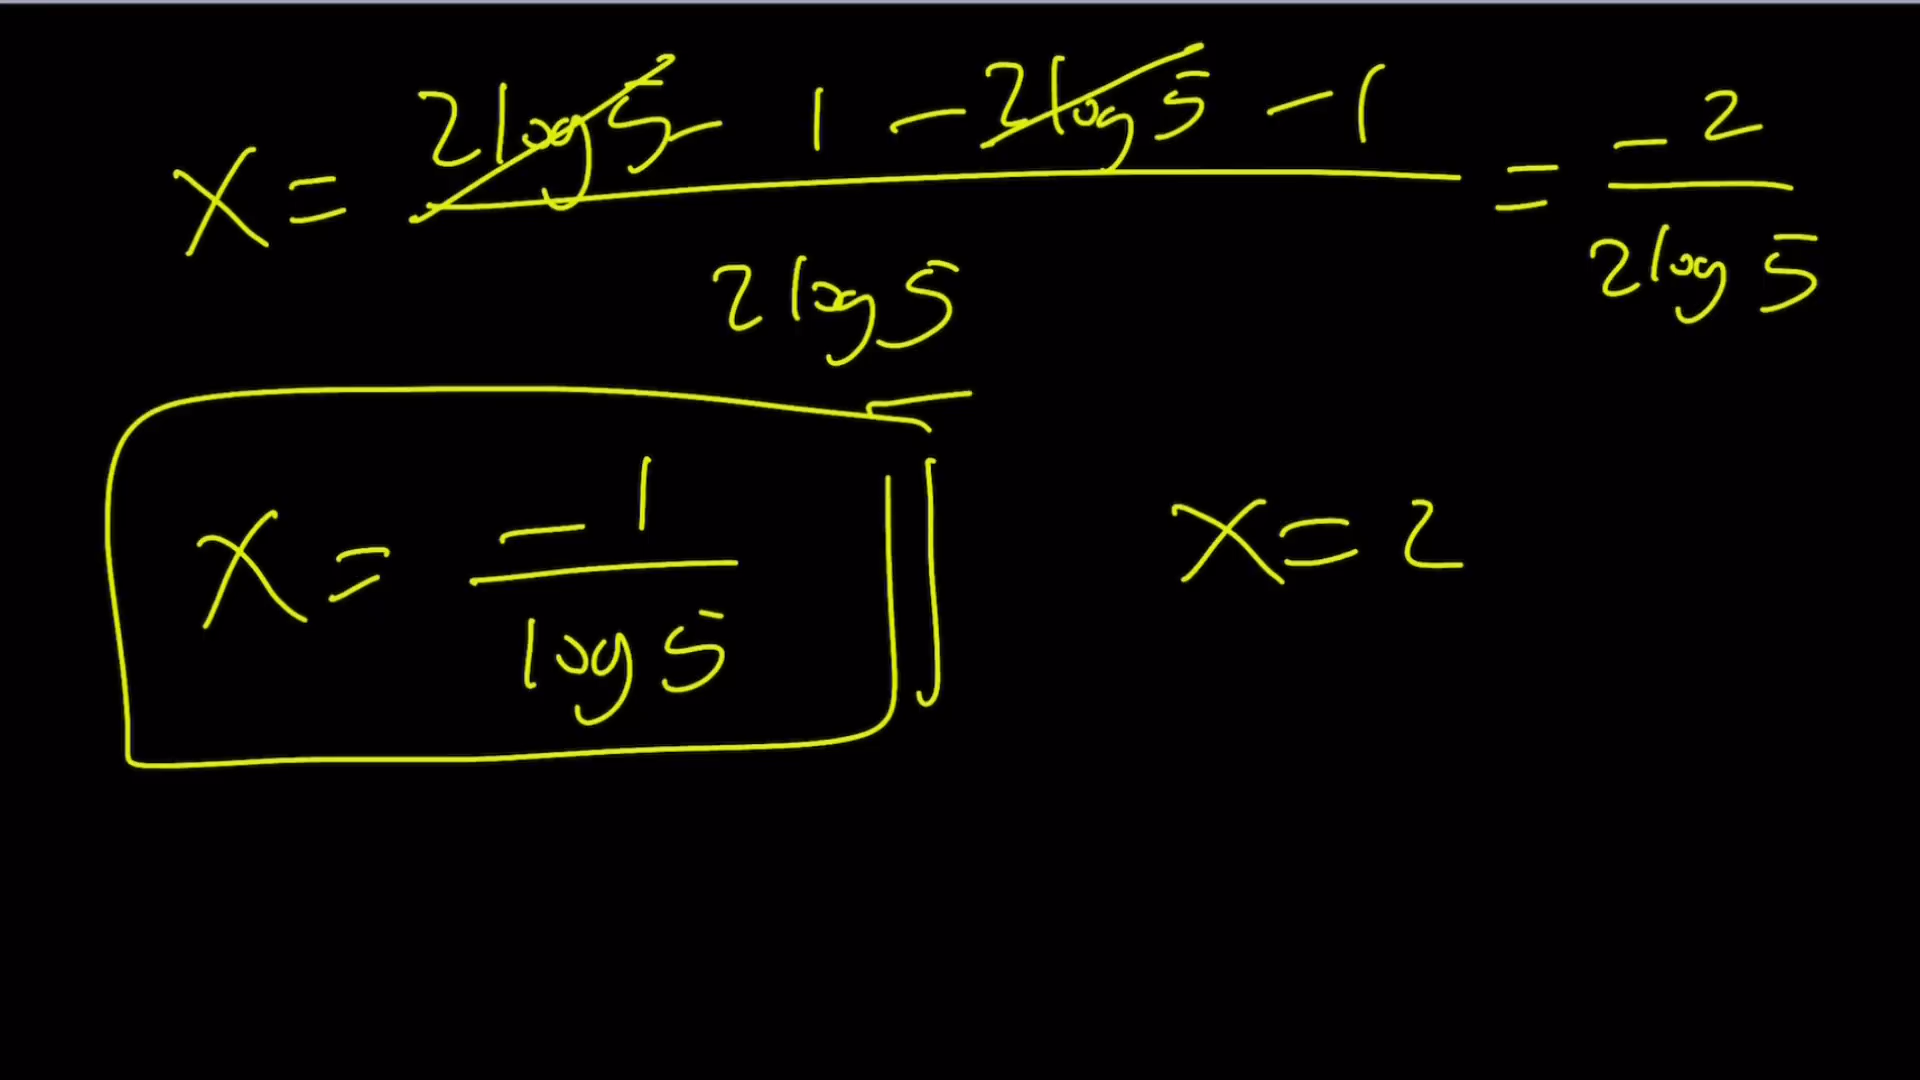 x = (2log5 - 1 - 2log5 - 1) / (2log5) = -2 / (2log5)
x = -1 / log5
x = 2